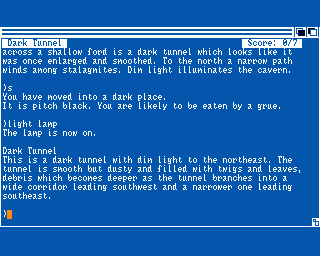 Dark Tunnel Score: 0/7
across a shallow ford is a dark tunnel which looks like it
was once enlarged and smoothed. To the north a narrow path
winds among stalagmites. Dim light illuminates the cavern.
)s
You have moved into a dark place.
It is pitch black. You are likely to be eaten by a grue.
)light lamp
The lamp is now on.
Dark Tunnel
This is a dark tunnel with dim light to the northeast. The
tunnel is smooth but dusty and filled with twigs and leaves,
debris which becomes deeper as the tunnel branches into a
wide corridor leading southwest and a narrower one leading
southeast.
)